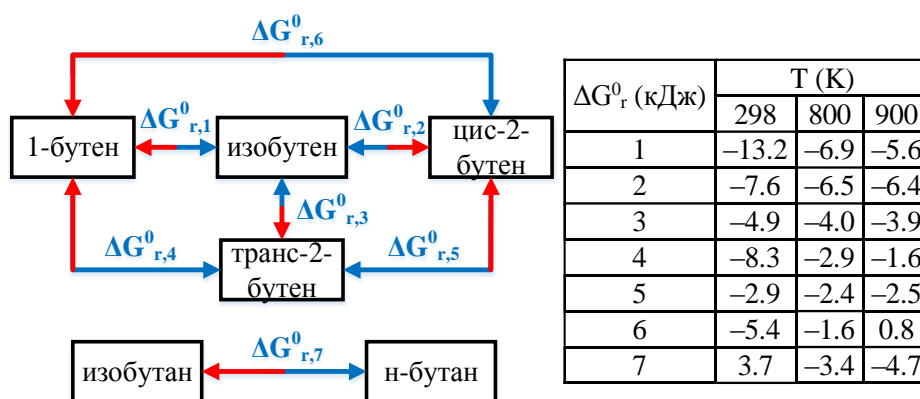 ΔG⁰r,6
ΔG⁰r,1
ΔG⁰r,2
1-бутен
изобутен
цис-2-
бутен
ΔG⁰r,3
ΔG⁰r,4
транс-2-
бутен
ΔG⁰r,5
изобутан
ΔG⁰r,7
н-бутан
ΔG⁰r (кДж) T (K)
298 800 900
1 –13.2 –6.9 –5.6
2 –7.6 –6.5 –6.4
3 –4.9 –4.0 –3.9
4 –8.3 –2.9 –1.6
5 –2.9 –2.4 –2.5
6 –5.4 –1.6 0.8
7 3.7 –3.4 –4.7